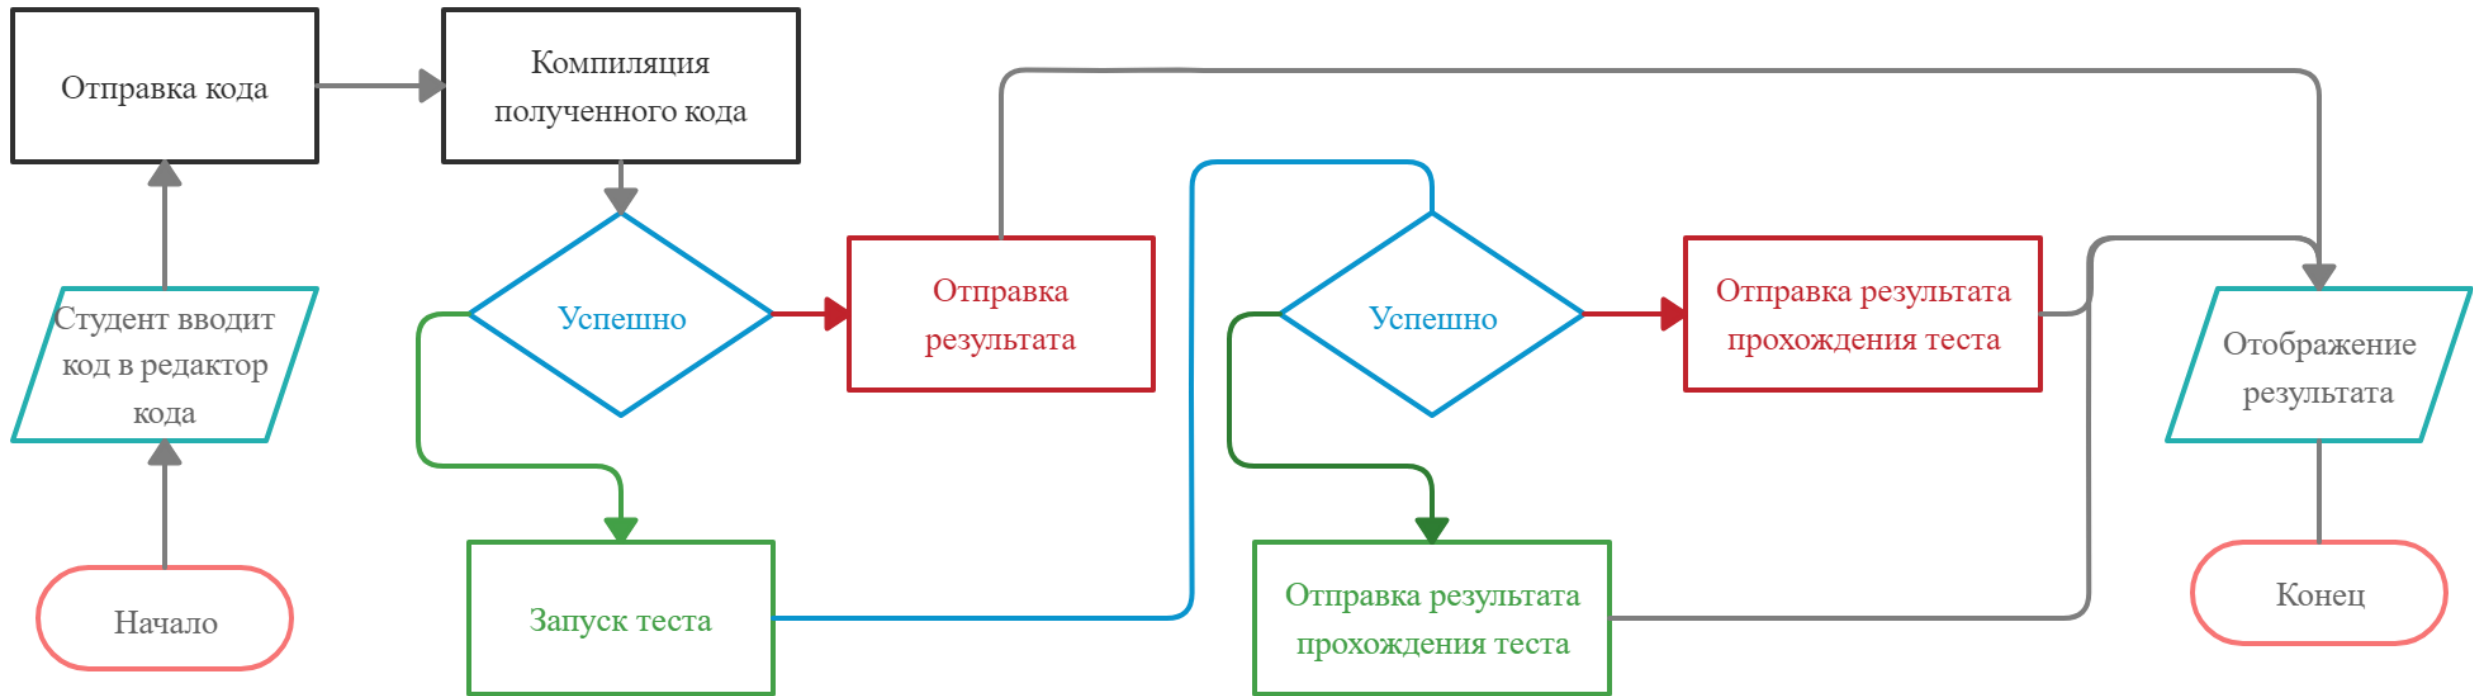 Отправка кода
Компиляция
полученного кода
Студент вводит
код в редактор
кода
Начало
Успешно
Отправка
результата
Запуск теста
Успешно
Отправка результата
прохождения теста
Отправка результата
прохождения теста
Отображение
результата
Конец